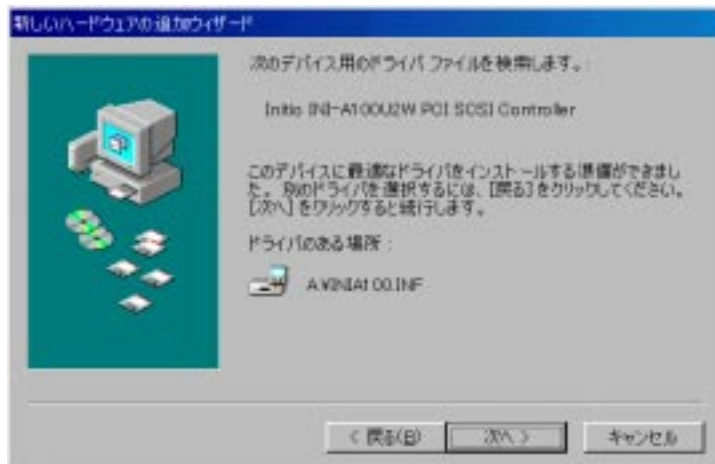 新しいハードウェアの追加ウィザード
次のデバイス用のドライバ ファイルを検索します。:
Initio INI-A100U2W PCI SCSI Controller
このデバイスに最適なドライバをインストールする準備ができまし
た。別のドライバを選択するには、[戻る] をクリックしてください。
[次へ] をクリックすると続行します。
ドライバのある場所 :
A:¥INIA100.INF
< 戻る(B)
次へ >
キャンセル